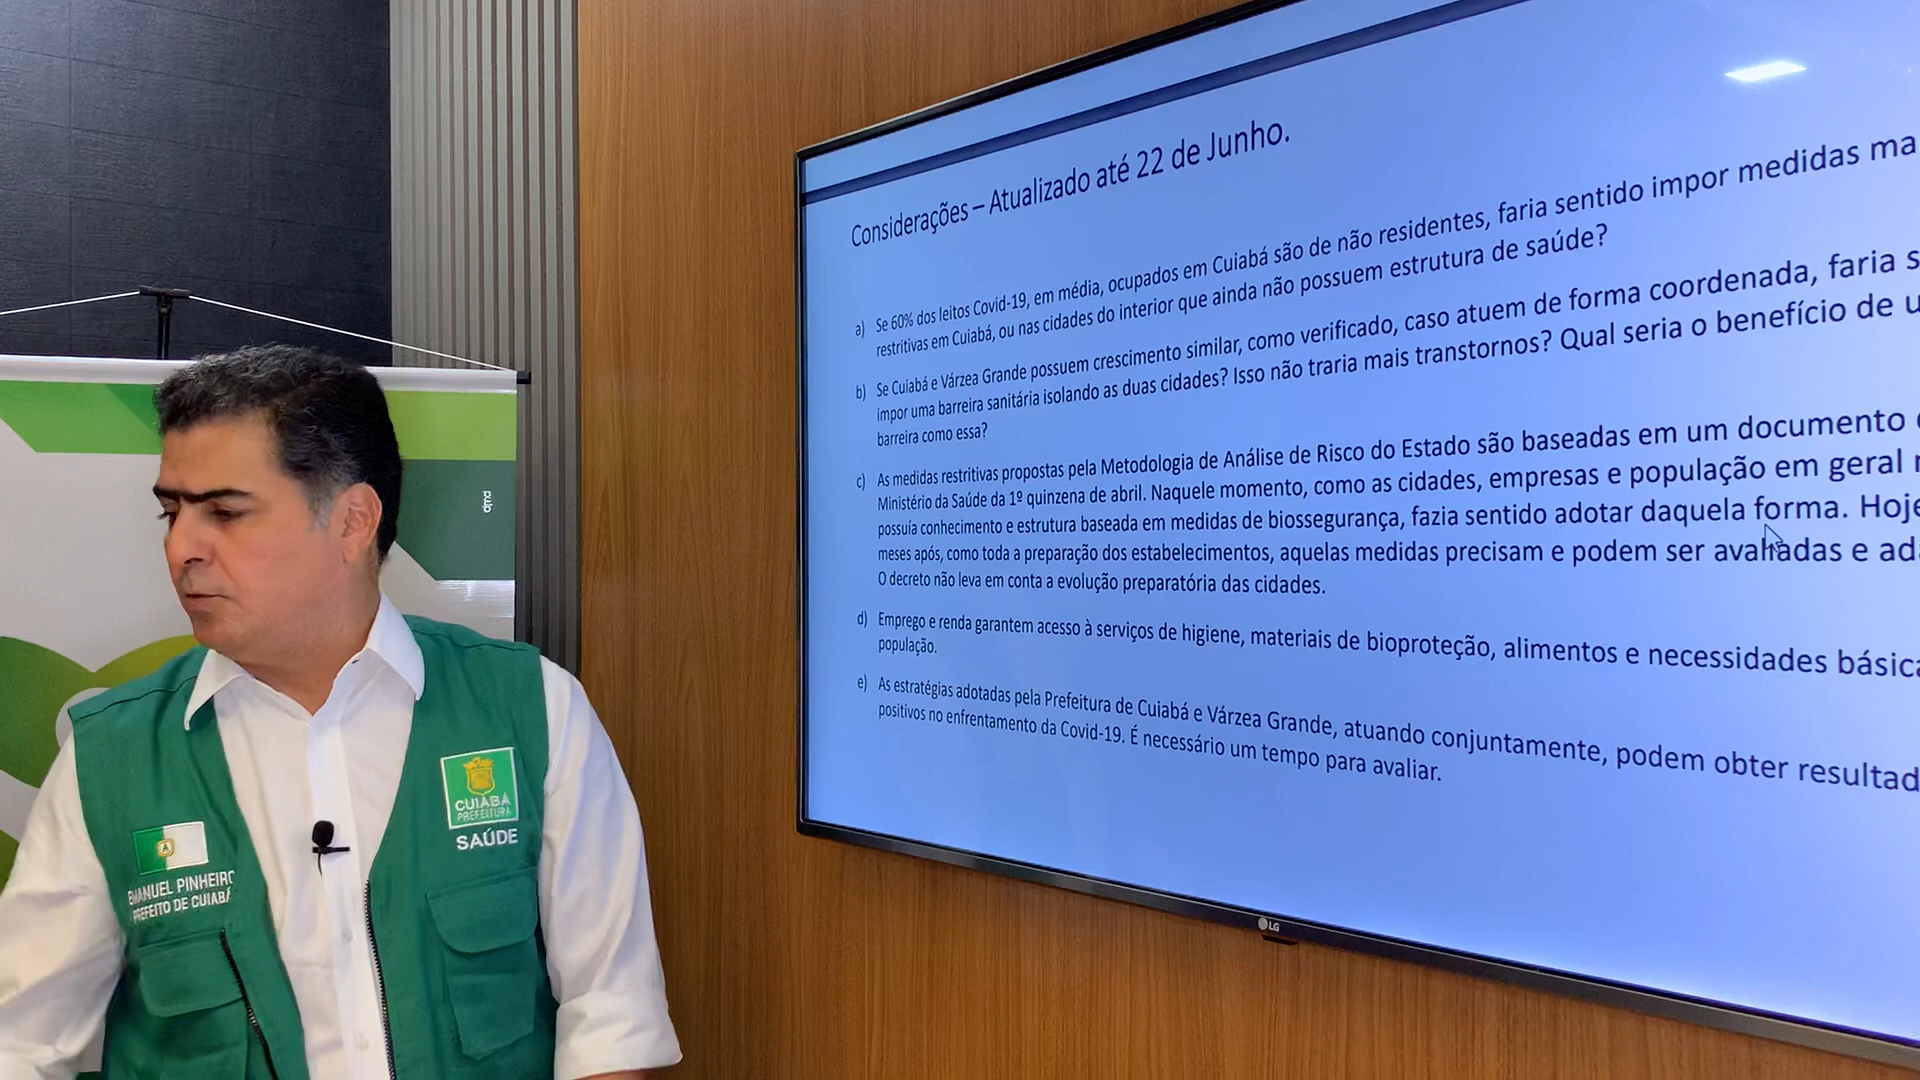 Considerações – Atualizado até 22 de Junho.
a) Se 60% dos leitos Covid-19, em média, ocupados em Cuiabá são de não residentes, faria sentido impor medidas
restritivas em Cuiabá, ou nas cidades do interior que ainda não possuem estrutura de saúde?
b) Se Cuiabá e Várzea Grande possuem crescimento similar, como verificado, caso atuem de forma coordenada, faria
impor uma barreira sanitária isolando as duas cidades? Isso não traria mais transtornos? Qual seria o benefício de
barreira como essa?
c) As medidas restritivas propostas pela Metodologia de Análise de Risco do Estado são baseadas em um documento
Ministério da Saúde da 1º quinzena de abril. Naquele momento, como as cidades, empresas e população em geral
possuía conhecimento e estrutura baseada em medidas de biossegurança, fazia sentido adotar daquela forma. Hoje
meses após, como toda a preparação dos estabelecimentos, aquelas medidas precisam e podem ser avaliadas e
O decreto não leva em conta a evolução preparatória das cidades.
d) Emprego e renda garantem acesso à serviços de higiene, materiais de bioproteção, alimentos e necessidades
população.
e) As estratégias adotadas pela Prefeitura de Cuiabá e Várzea Grande, atuando conjuntamente, podem obter
positivos no enfrentamento da Covid-19. É necessário um tempo para avaliar.
LG
CUIABÁ
PREFEITURA
SAÚDE
EMANUEL PINHEIRO
PREFEITO DE CUIABÁ